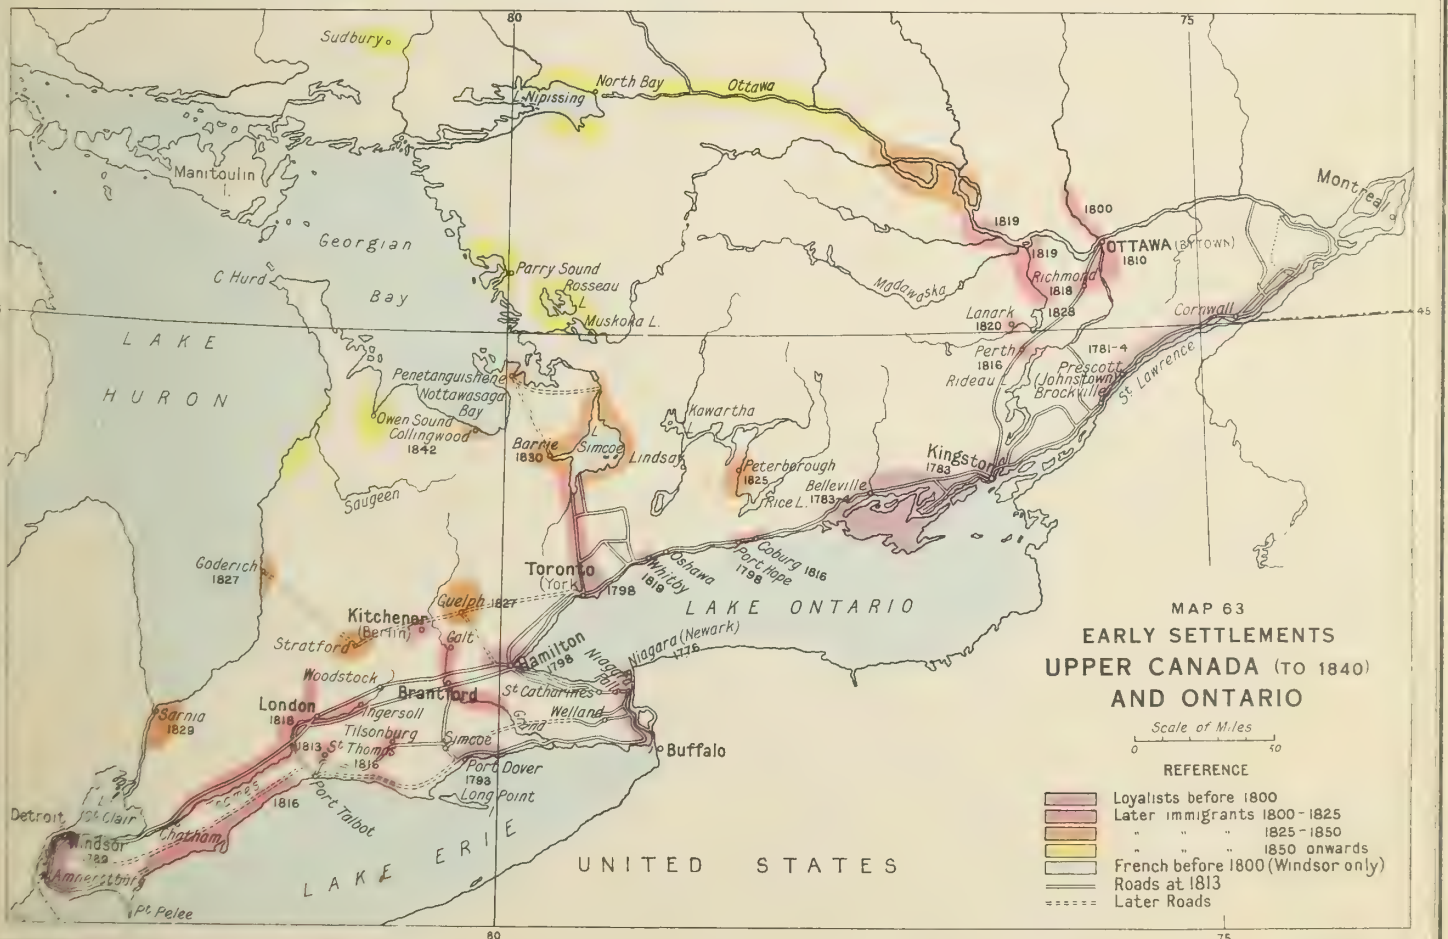 80
75
Sudbury
North Bay
L. Nipissing
Ottawa
Manitoulin
I.
Montreal
1819
1800
Georgian
1819
OTTAWA (BYTOWN)
1810
Parry Sound
Richmond
1818
C Hurd
Rosseau
L
Bay
Madawaska
Muskoka L.
Lanark
1820
1828
Cornwall
45
LAKE
Perth
1816
1781-4
HURON
Penetanguishene
Nottawasaga
Bay
Rideau L
Prescott
(Johnstown)
Brockville
St Lawrence
Owen Sound
Collingwood
1842
Kawartha
L
Barrie
1830
L
Simcoe
Lindsay
Kingston
1783
Peterborough
1825
Belleville
1783-4
Saugeen
Rice L.
Goderich
1827
Toronto
(York)
1798
Whitby
1819
Oshawa
Port Hope
1798
Coburg 1816
Guelph 1827
LAKE ONTARIO
Kitchener
(Berlin)
Galt
Stratford
Hamilton
1798
Niagara (Newark)
1776
Woodstock
Brantford
St Catharines
London
1818
Ingersoll
Grand
Welland
Sarnia
1829
Tilsonburg
1813
St
Thomas
1816
Simcoe
Buffalo
Port Dover
1793
Long Point
1816
Port Talbot
Detroit
L
St Clair
Windsor
Chatham
Amherstburg
Pt Pelee
LAKE ERIE
UNITED STATES
80
75
MAP 63
EARLY SETTLEMENTS
UPPER CANADA (TO 1840)
AND ONTARIO
Scale of Miles
0 50
REFERENCE
Loyalists before 1800
Later immigrants 1800-1825
" " " 1825-1850
" " " 1850 onwards
French before 1800 (Windsor only)
Roads at 1813
Later Roads